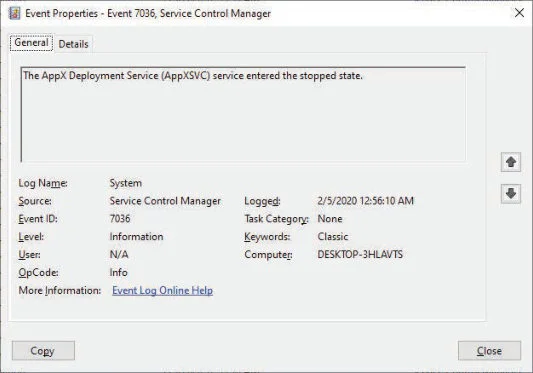 Event Properties - Event 7036, Service Control Manager
General Details
The AppX Deployment Service (AppXSVC) service entered the stopped state.
Log Name: System
Source: Service Control Manager Logged: 2/5/2020 12:56:10 AM
Event ID: 7036 Task Category: None
Level: Information Keywords: Classic
User: N/A Computer: DESKTOP-3HLAVTS
OpCode: Info
More Information: Event Log Online Help
Copy Close